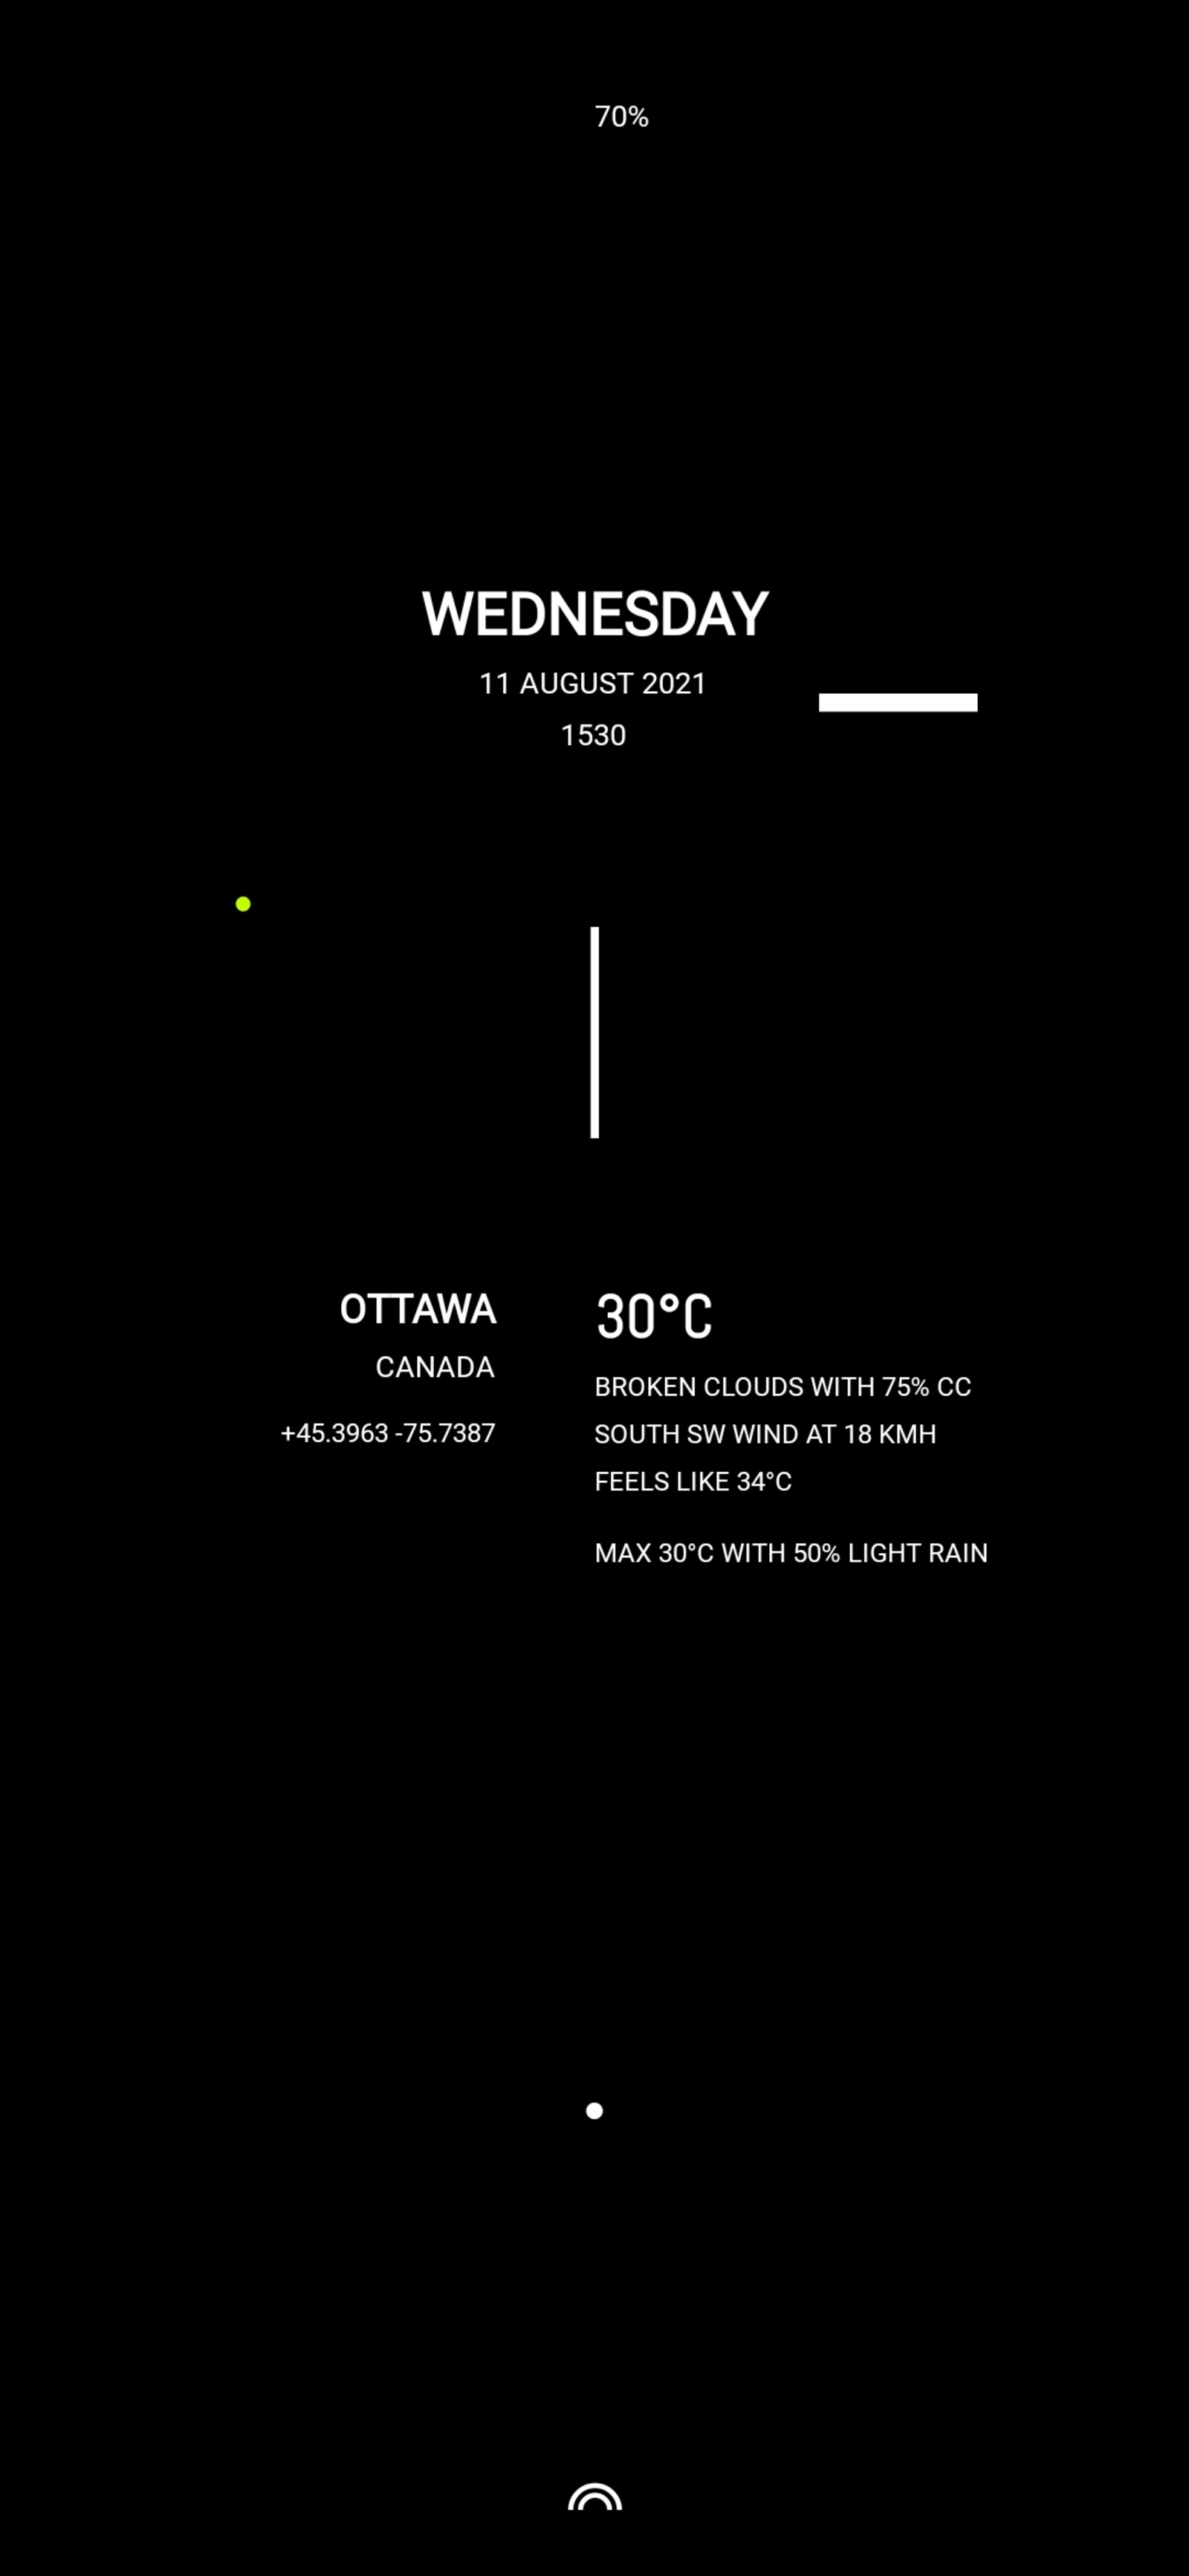 70%
WEDNESDAY
11 AUGUST 2021
1530
OTTAWA
CANADA
+45.3963 -75.7387
30°C
BROKEN CLOUDS WITH 75% CC
SOUTH SW WIND AT 18 KMH
FEELS LIKE 34°C
MAX 30°C WITH 50% LIGHT RAIN